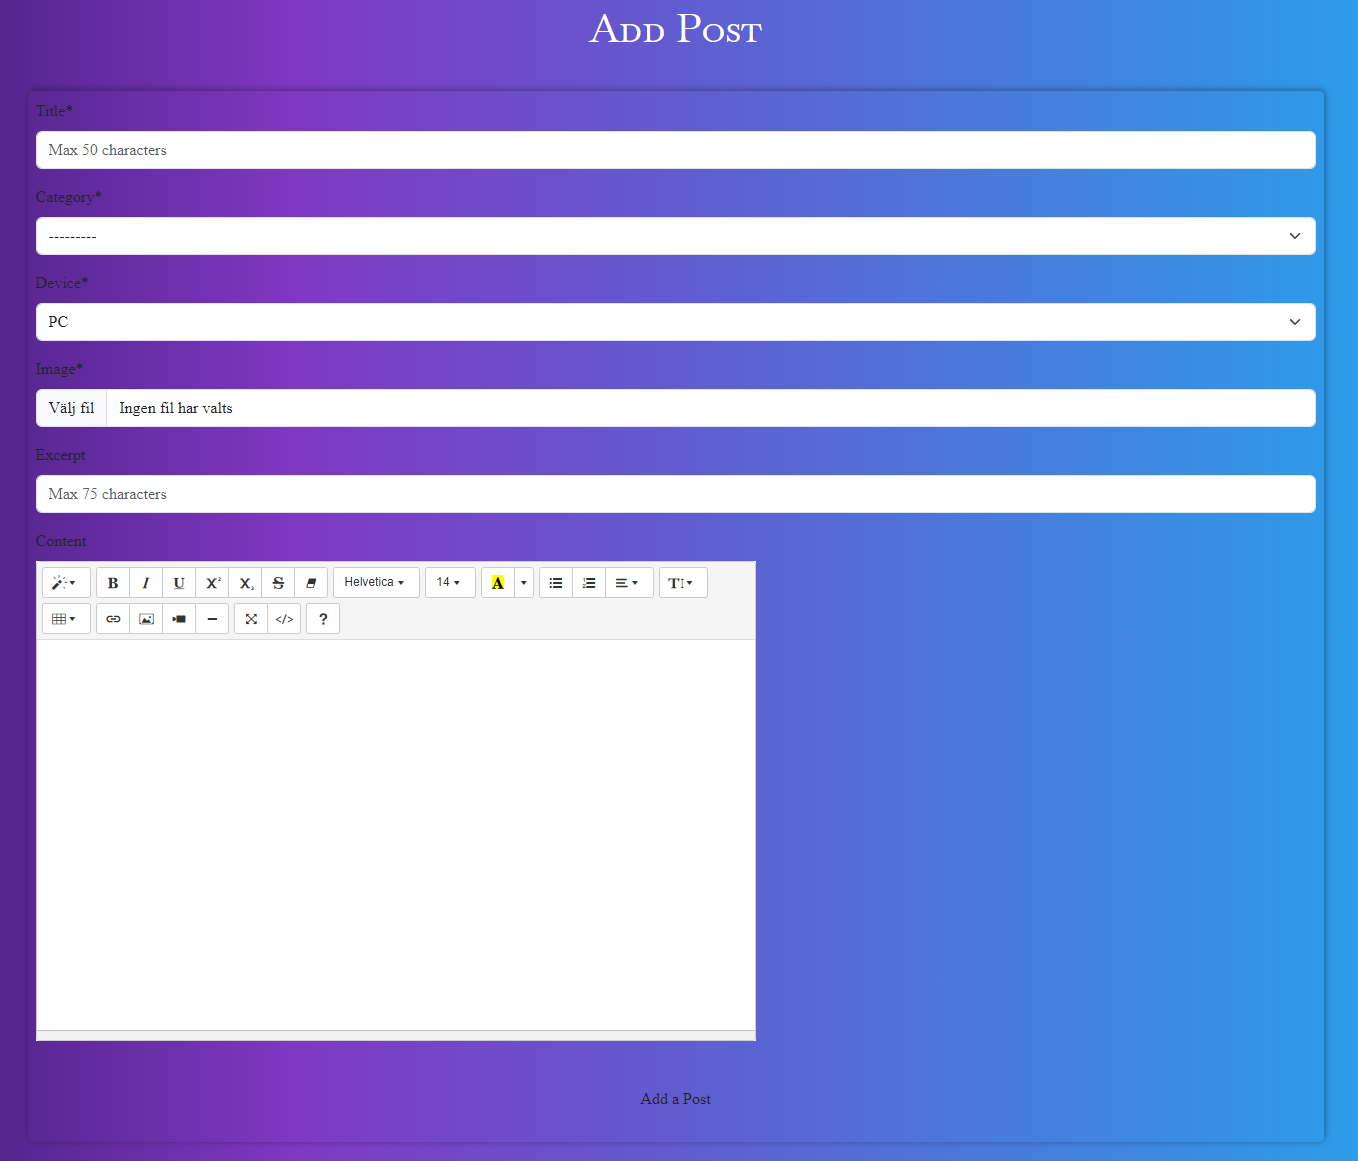 Add Post
Title*
Max 50 characters
Category*
---------
Device*
PC
Image*
Välj fil Ingen fil har valts
Excerpt
Max 75 characters
Content
B I U X² X₂ S Helvetica 14 A T
</> ?
Add a Post